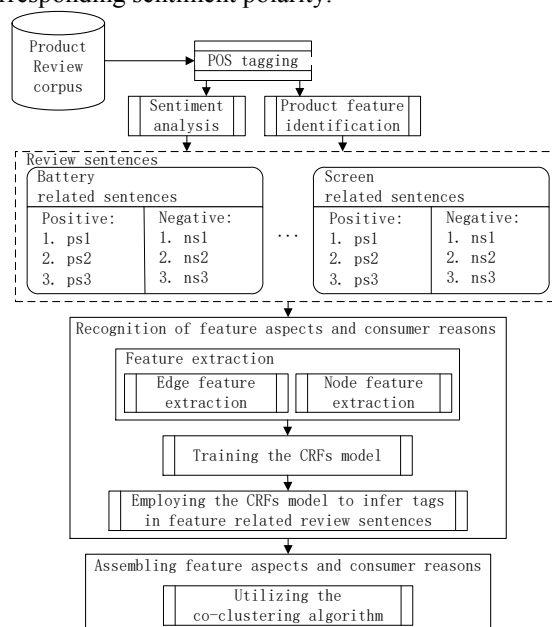 rresponding sentiment polarity.
Product
Review
corpus
POS tagging
Sentiment
analysis
Product feature
identification
Review sentences
Battery
related sentences
Positive:
1. ps1
2. ps2
3. ps3
Negative:
1. ns1
2. ns2
3. ns3
...
Screen
related sentences
Positive:
1. ps1
2. ps2
3. ps3
Negative:
1. ns1
2. ns2
3. ns3
Recognition of feature aspects and consumer reasons
Feature extraction
Edge feature
extraction
Node feature
extraction
Training the CRFs model
Employing the CRFs model to infer tags
in feature related review sentences
Assembling feature aspects and consumer reasons
Utilizing the
co-clustering algorithm